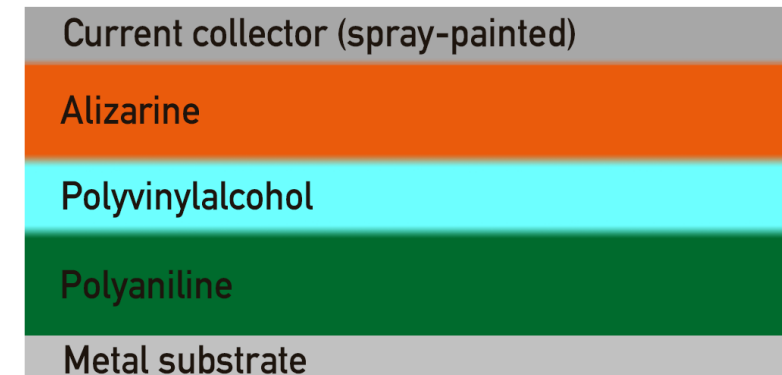 Current collector (spray-painted)
Alizarine
Polyvinylalcohol
Polyaniline
Metal substrate